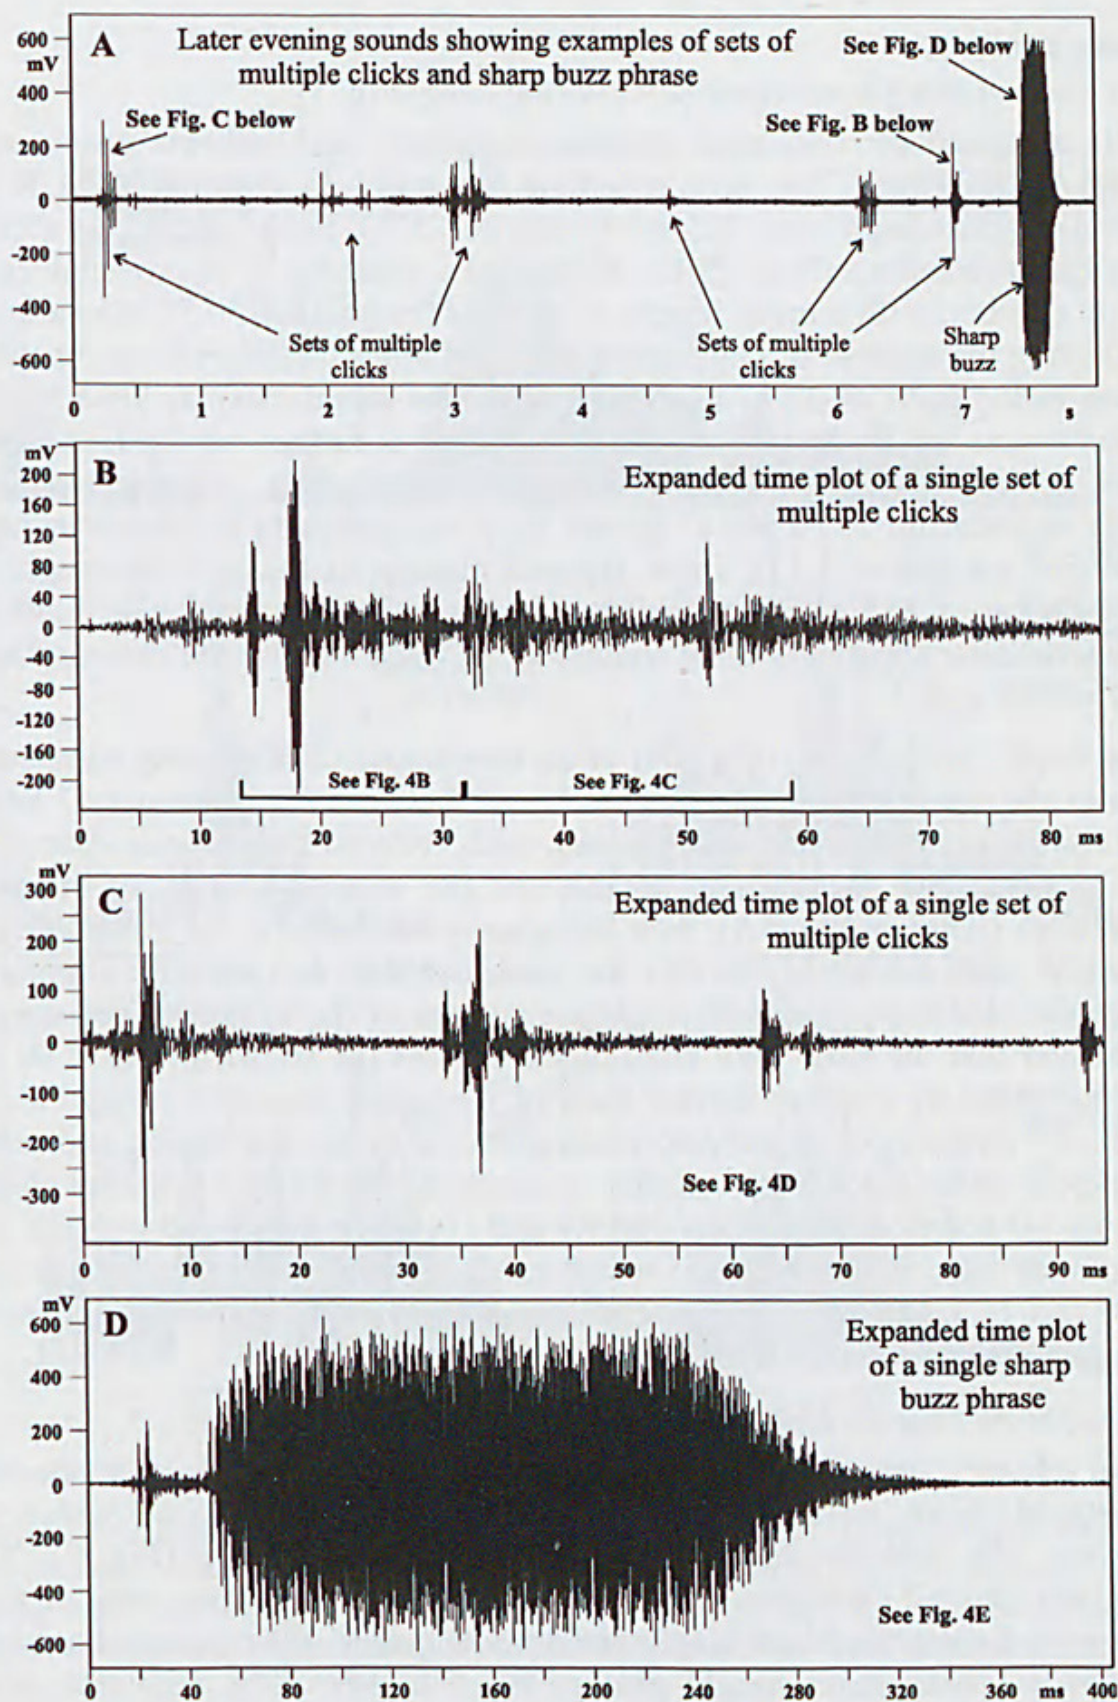 A
Later evening sounds showing examples of sets of
multiple clicks and sharp buzz phrase
See Fig. D below
See Fig. C below
See Fig. B below
600
mV
400
200
0
-200
-400
-600
Sets of multiple
clicks
Sets of multiple
clicks
Sharp
buzz
0 1 2 3 4 5 6 7 s
mV
B
Expanded time plot of a single set of
multiple clicks
200
160
120
80
40
0
-40
-80
-120
-160
-200
See Fig. 4B
See Fig. 4C
0 10 20 30 40 50 60 70 80 ms
mV
C
Expanded time plot of a single set of
multiple clicks
300
200
100
0
-100
-200
-300
See Fig. 4D
0 10 20 30 40 50 60 70 80 90 ms
mV
D
Expanded time plot
of a single sharp
buzz phrase
600
400
200
0
-200
-400
-600
See Fig. 4E
0 40 80 120 160 200 240 280 320 360 ms 400